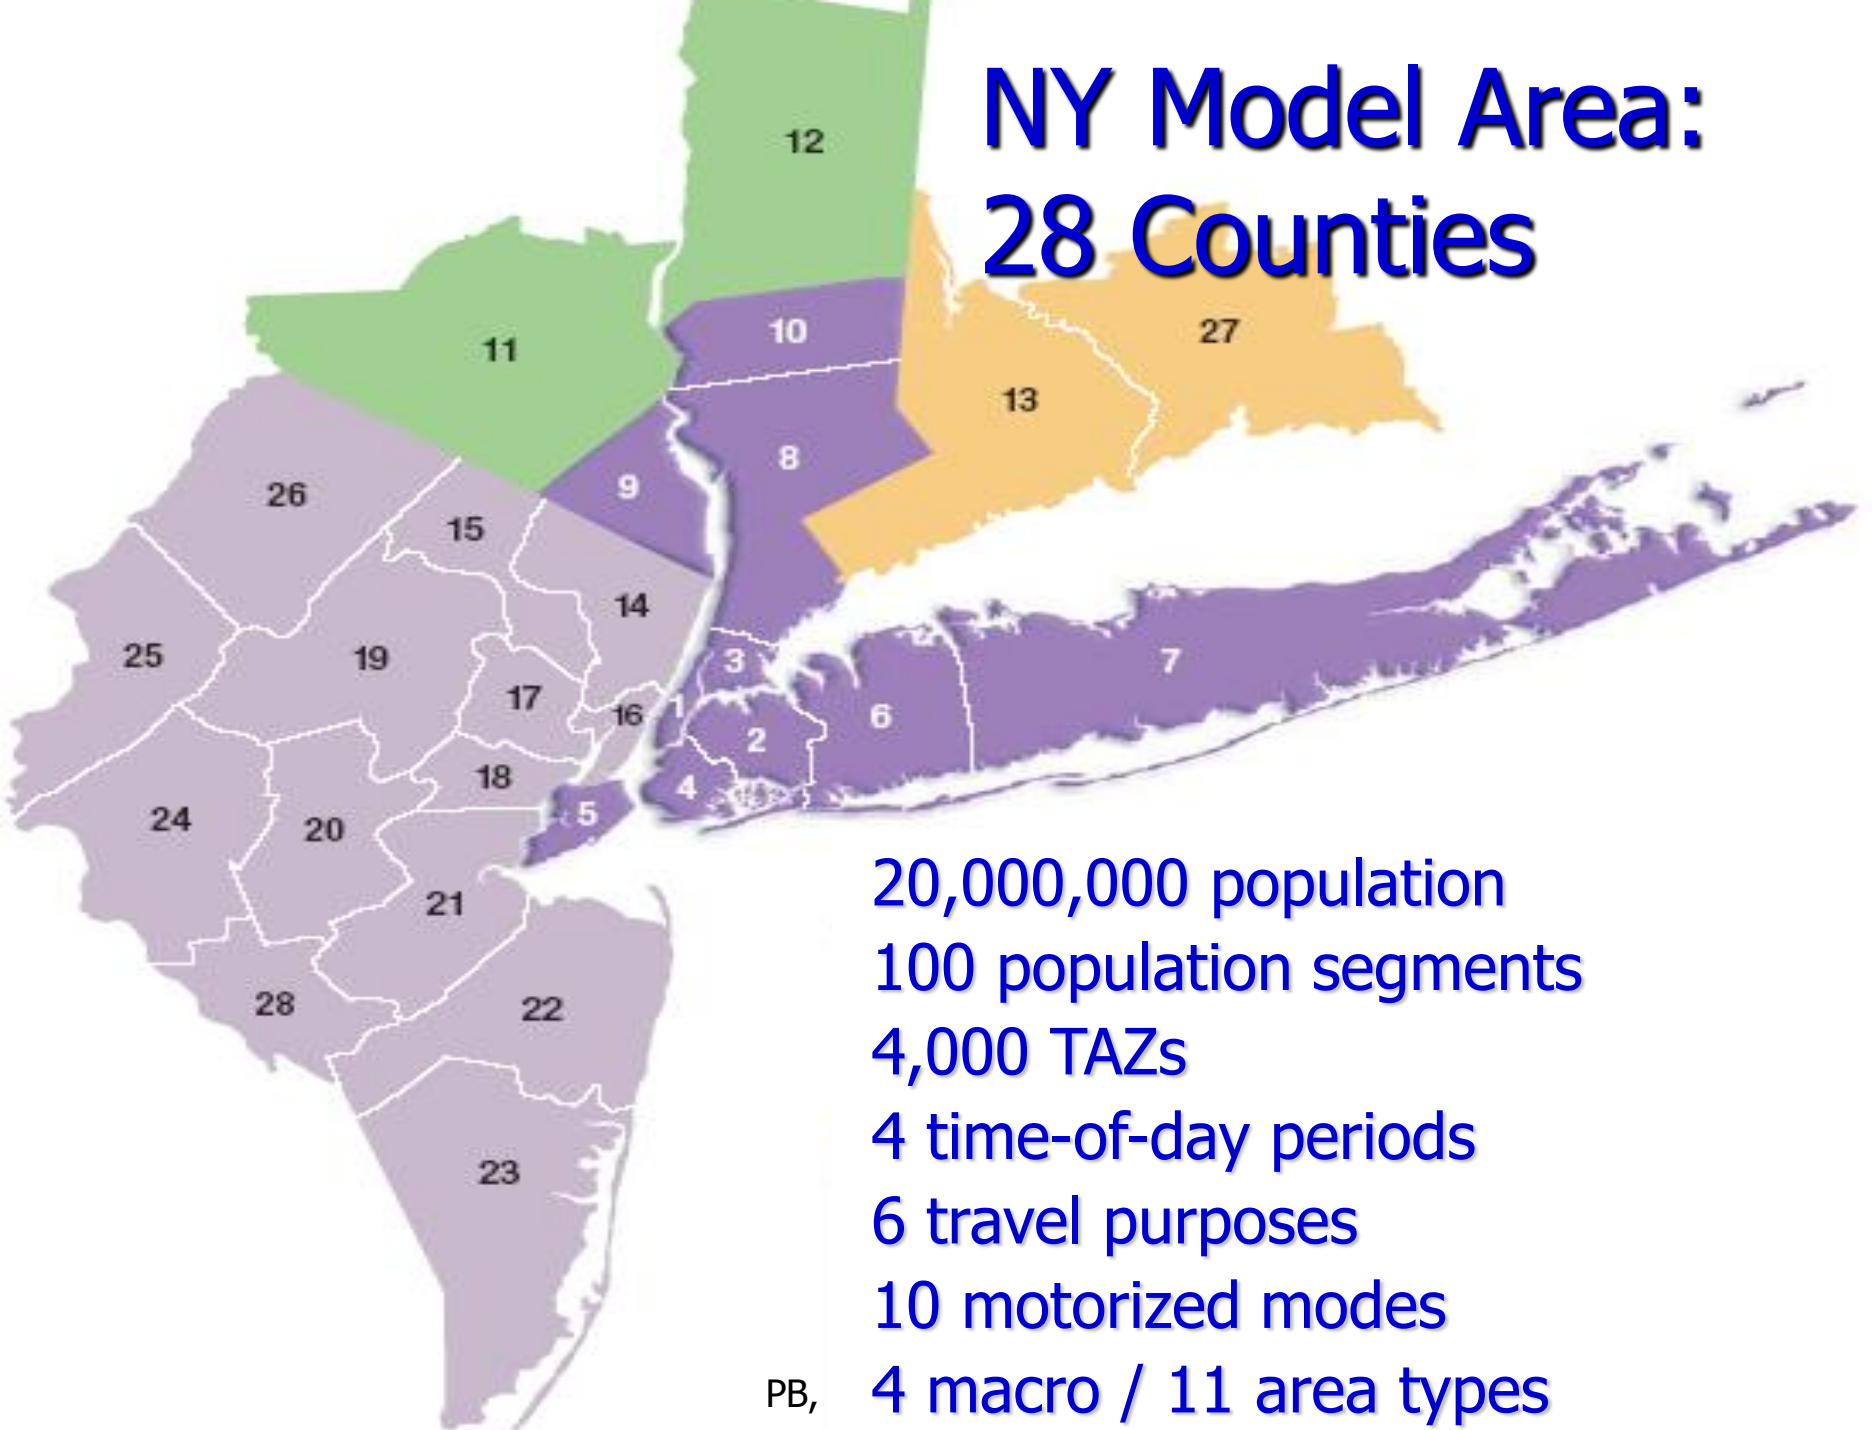 NY Model Area:
28 Counties
12
11
10
27
13
8
9
26
15
14
25
19
3
7
17
16
1
6
2
18
4
5
24
20
21
28
22
23
20,000,000 population
100 population segments
4,000 TAZs
4 time-of-day periods
6 travel purposes
10 motorized modes
PB,
4 macro / 11 area types